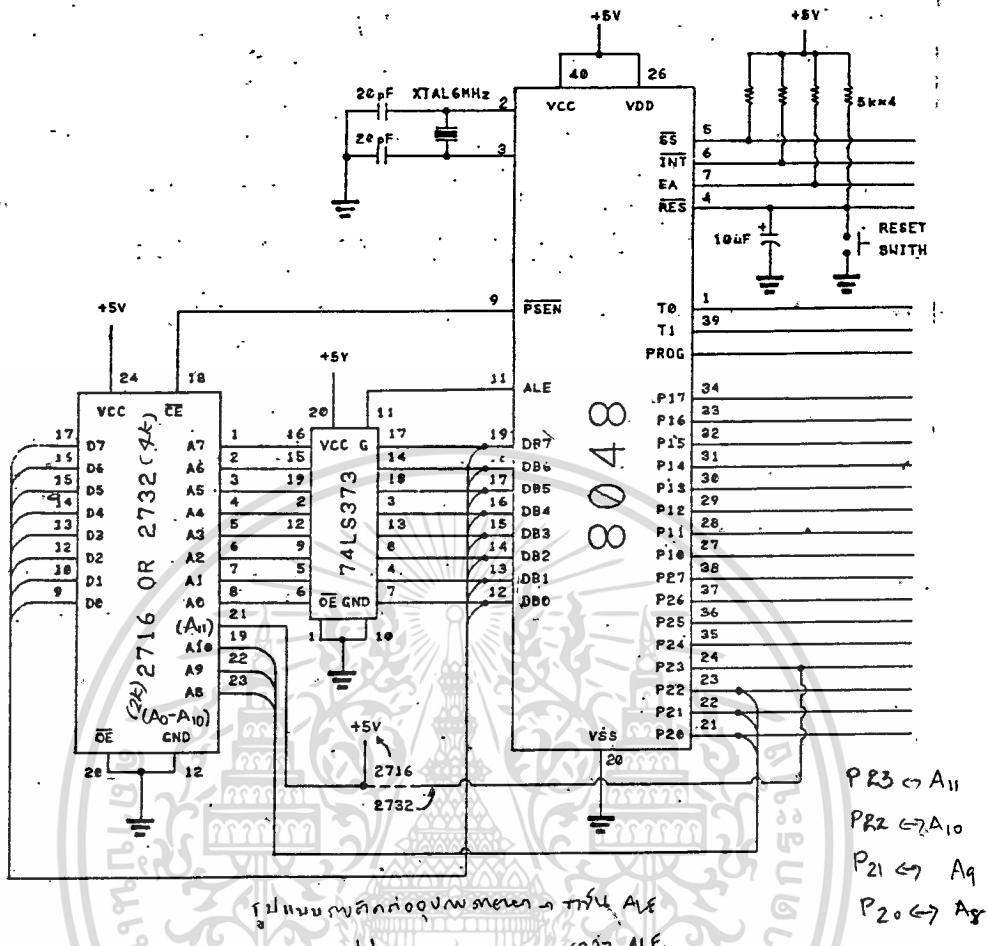 +5V
+5V
40
26
20pF
XTAL6MHz
2
VCC
VDD
5k×4
20pF
3
SS
5
INT
6
EA
7
RES
4
10uF
+
RESET
SWITH
+5V
9
PSEN
T0
1
T1
39
PROG
+5V
24
18
11
ALE
VCC
CE
20
11
P17
34
17
D7
A7
1
16
VCC
G
17
19
DB7
P16
33
D6
A6
2
15
14
DB6
P15
32
15
D5
A5
3
19
18
17
DB5
P14
31
14
D4
A4
4
2
3
16
DB4
P13
30
13
D3
A3
5
12
13
15
DB3
P12
29
12
D2
A2
6
9
8
14
DB2
P11
28
10
D1
A1
7
5
4
13
DB1
P10
27
9
D0
A0
8
6
7
12
DB0
P27
38
2716 OR 2732 (4k)
(2k)
74LS373
8048
OE GND
1
10
P26
37
P25
36
P24
35
P23
24
P22
23
P21
22
P20
21
(A11)
21
A10
19
A9
22
A8
23
(A0-A10)
OE
GND
20
12
+5V
2716
2732
VSS
20
P23 ↔ A11
P22 ↔ A10
P21 ↔ A9
P20 ↔ A8
ALE
ALE